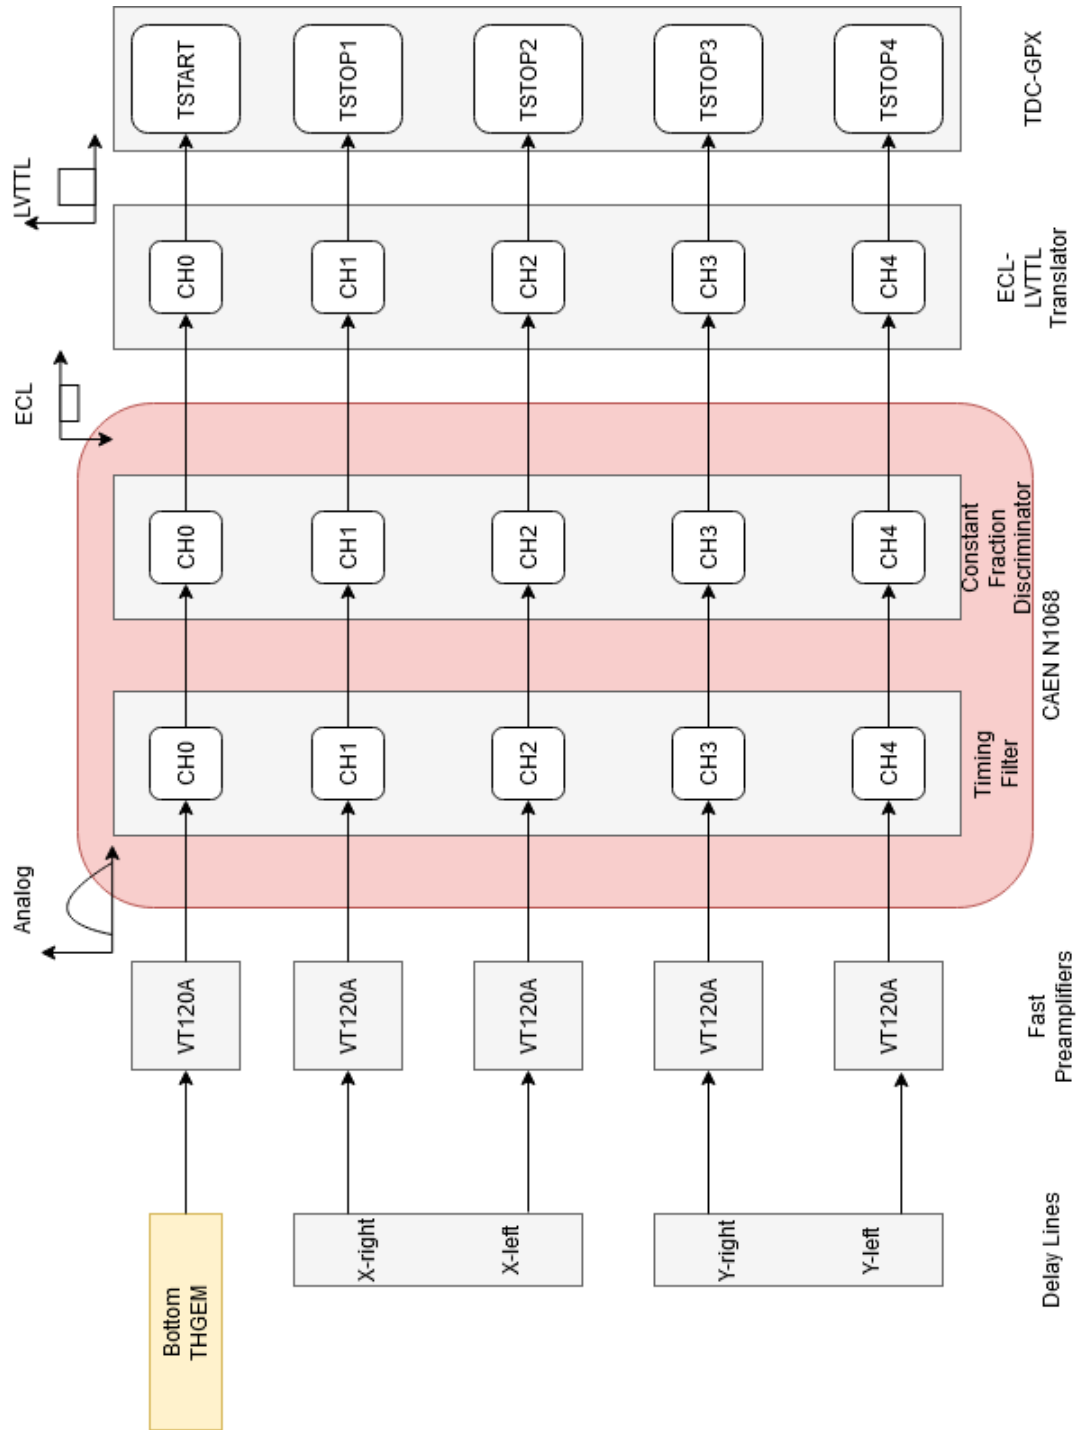 Bottom
THGEM
X-right
X-left
Y-right
Y-left
Delay Lines
VT120A
VT120A
VT120A
VT120A
VT120A
Fast
Preamplifiers
Analog
CH0
CH1
CH2
CH3
CH4
Timing
Filter
CH0
CH1
CH2
CH3
CH4
Constant
Fraction
Discriminator
CAEN N1068
ECL
CH0
CH1
CH2
CH3
CH4
ECL-
LVTTL
Translator
LVTTL
TSTART
TSTOP1
TSTOP2
TSTOP3
TSTOP4
TDC-GPX